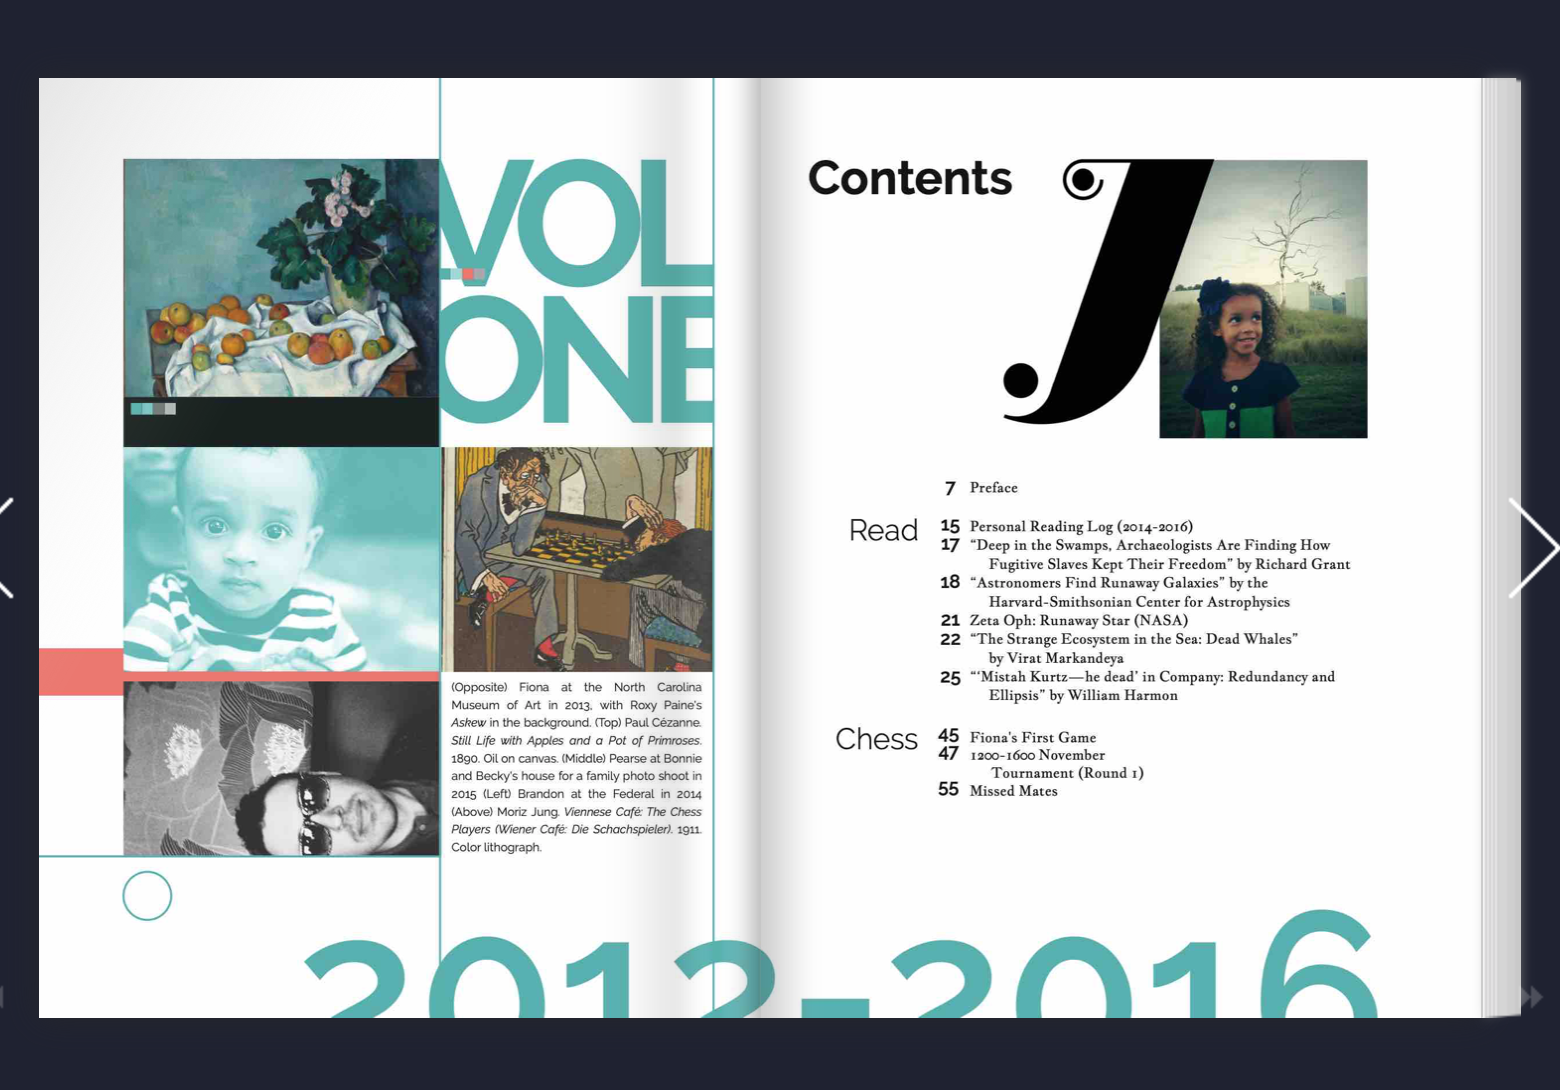 VOL
ONE
(Opposite) Fiona at the North Carolina
Museum of Art in 2013, with Roxy Paine's
Askew in the background. (Top) Paul Cézanne.
Still Life with Apples and a Pot of Primroses.
1890. Oil on canvas. (Middle) Pearse at Bonnie
and Becky's house for a family photo shoot in
2015 (Left) Brandon at the Federal in 2014
(Above) Moriz Jung. Viennese Café: The Chess
Players (Wiener Café: Die Schachspieler). 1911.
Color lithograph.
Contents
J
7 Preface
Read 15 Personal Reading Log (2014-2016)
17 “Deep in the Swamps, Archaeologists Are Finding How
Fugitive Slaves Kept Their Freedom” by Richard Grant
18 “Astronomers Find Runaway Galaxies” by the
Harvard-Smithsonian Center for Astrophysics
21 Zeta Oph: Runaway Star (NASA)
22 “The Strange Ecosystem in the Sea: Dead Whales”
by Virat Markandeya
25 “‘Mistah Kurtz—he dead’ in Company: Redundancy and
Ellipsis” by William Harmon
Chess 45 Fiona's First Game
47 1200-1600 November
Tournament (Round 1)
55 Missed Mates
2012-2016